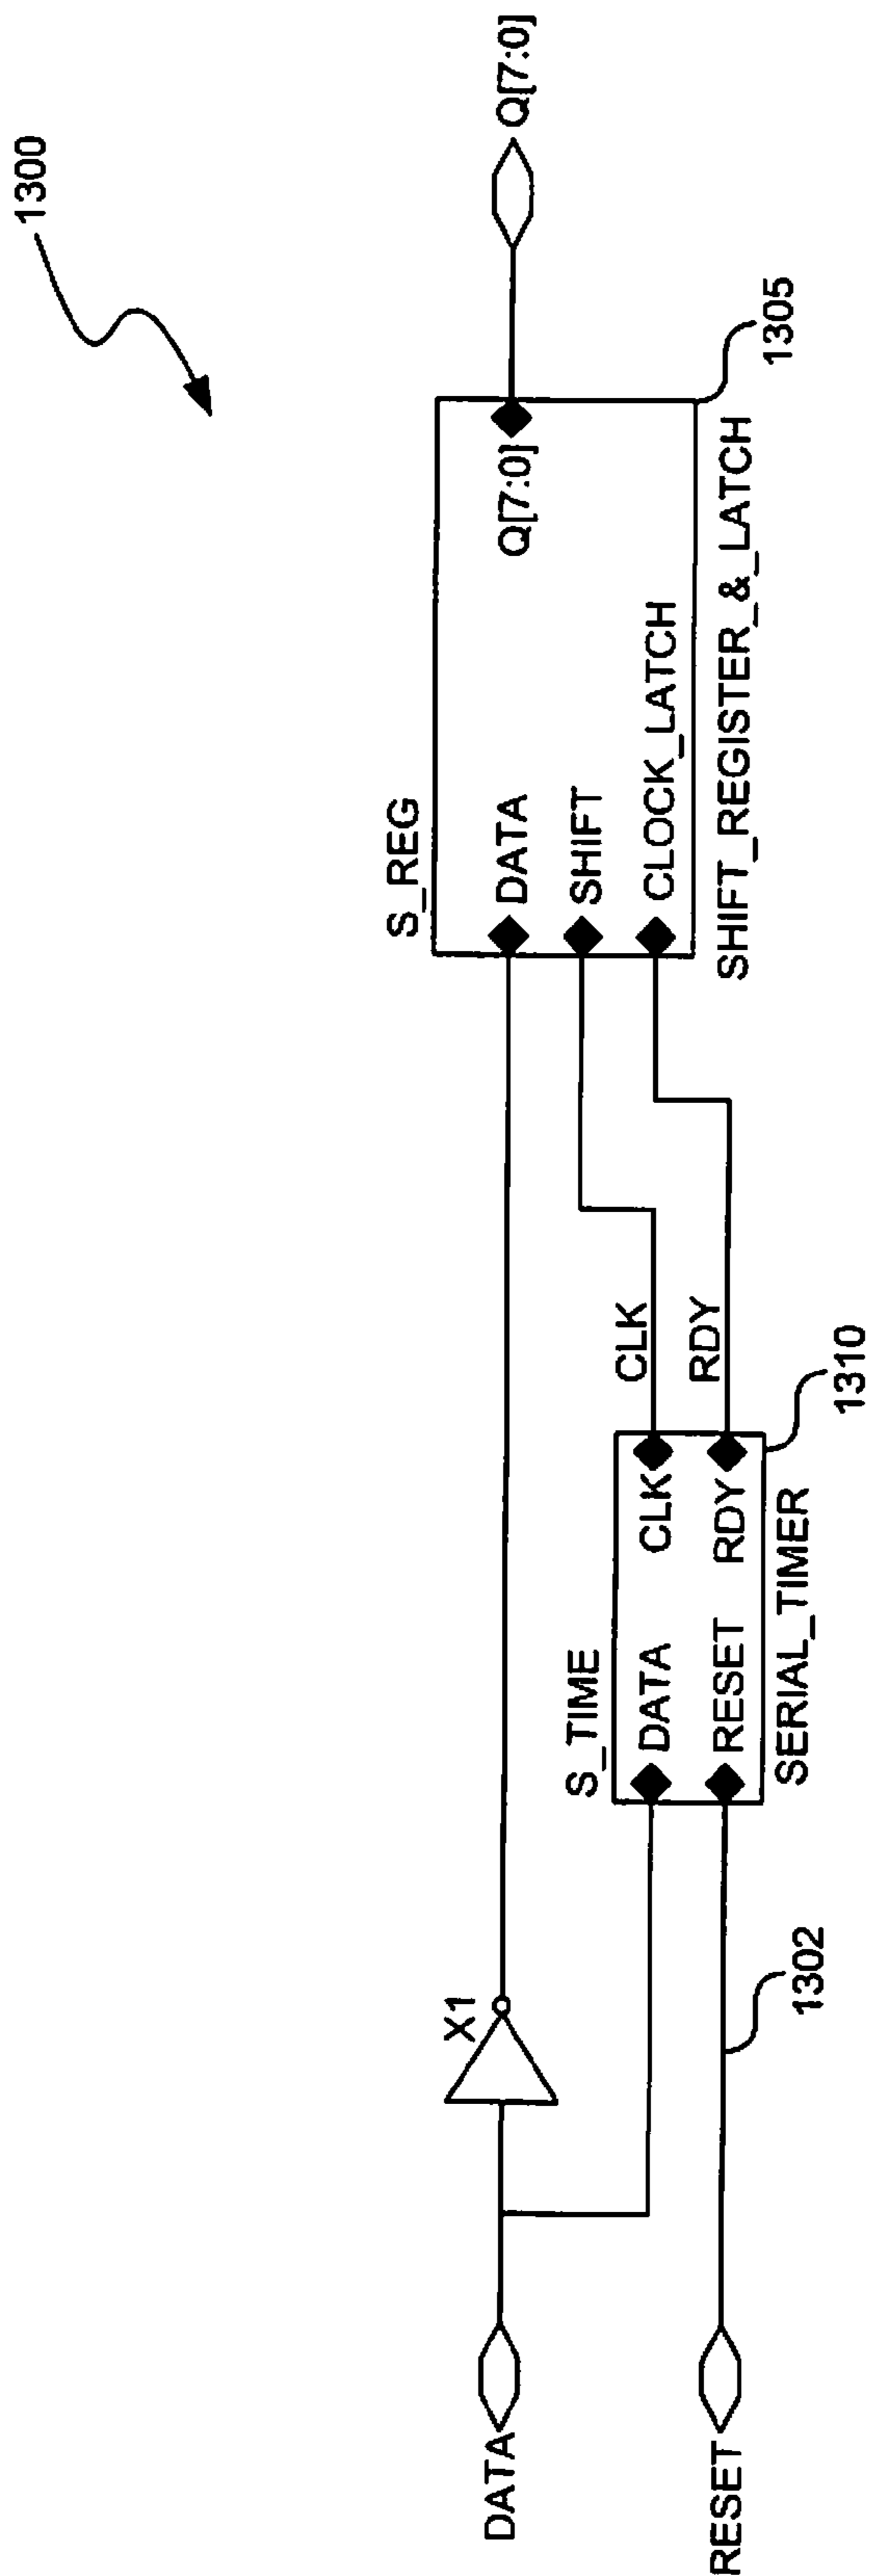 1300
S_REG
DATA
Q[7:0]
Q[7:0]
SHIFT
CLOCK_LATCH
1305
SHIFT_REGISTER_&_LATCH
X1
DATA
S_TIME
DATA
CLK
CLK
RESET
RDY
RDY
SERIAL_TIMER
1310
RESET
1302